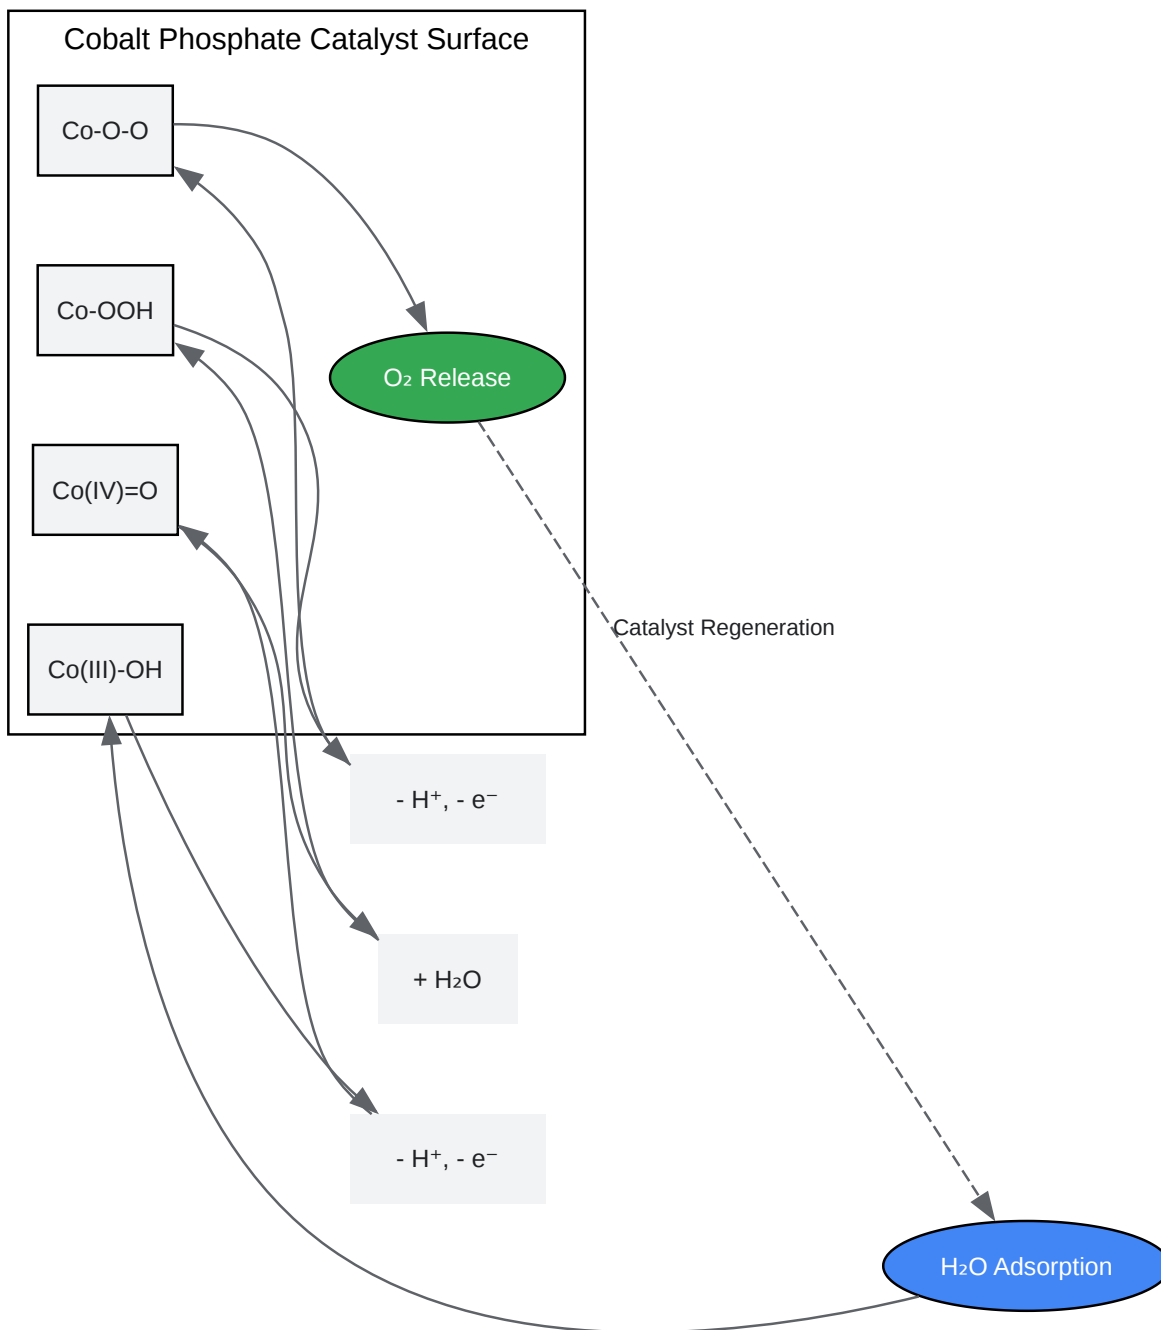 Cobalt Phosphate Catalyst Surface
Co-O-O
Co-OOH
O₂ Release
Co(IV)=O
Catalyst Regeneration
Co(III)-OH
- H⁺, - e⁻
+ H₂O
- H⁺, - e⁻
H₂O Adsorption